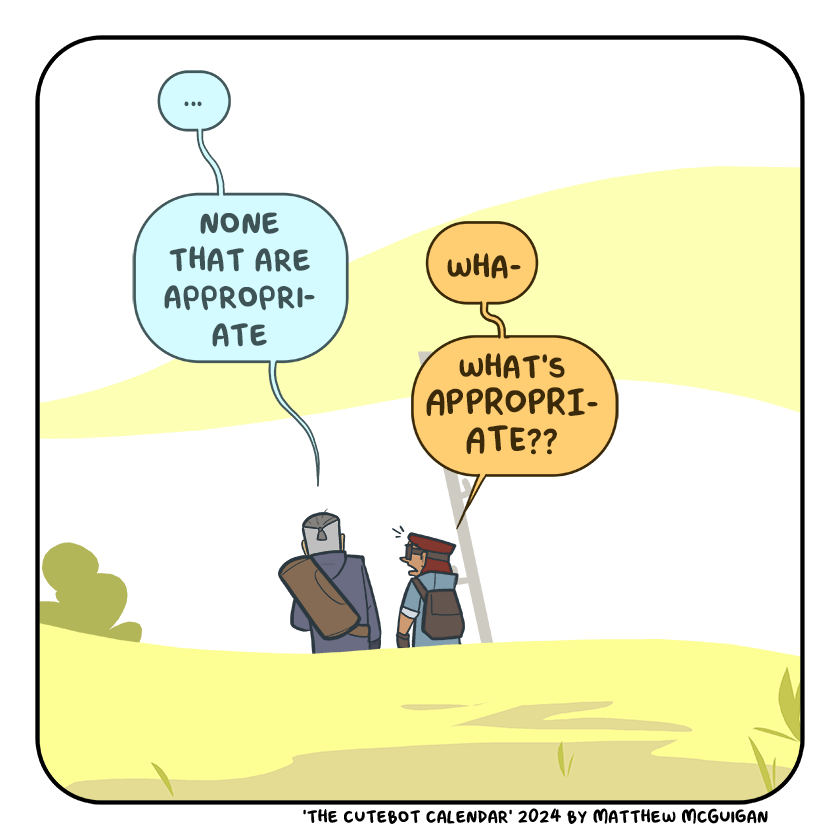 ...
NONE
THAT ARE
APPROPRI-
ATE
WHA-
WHAT'S
APPROPRI-
ATE??
'THE CUTEBOT CALENDAR' 2024 BY MATTHEW MCGUIGAN